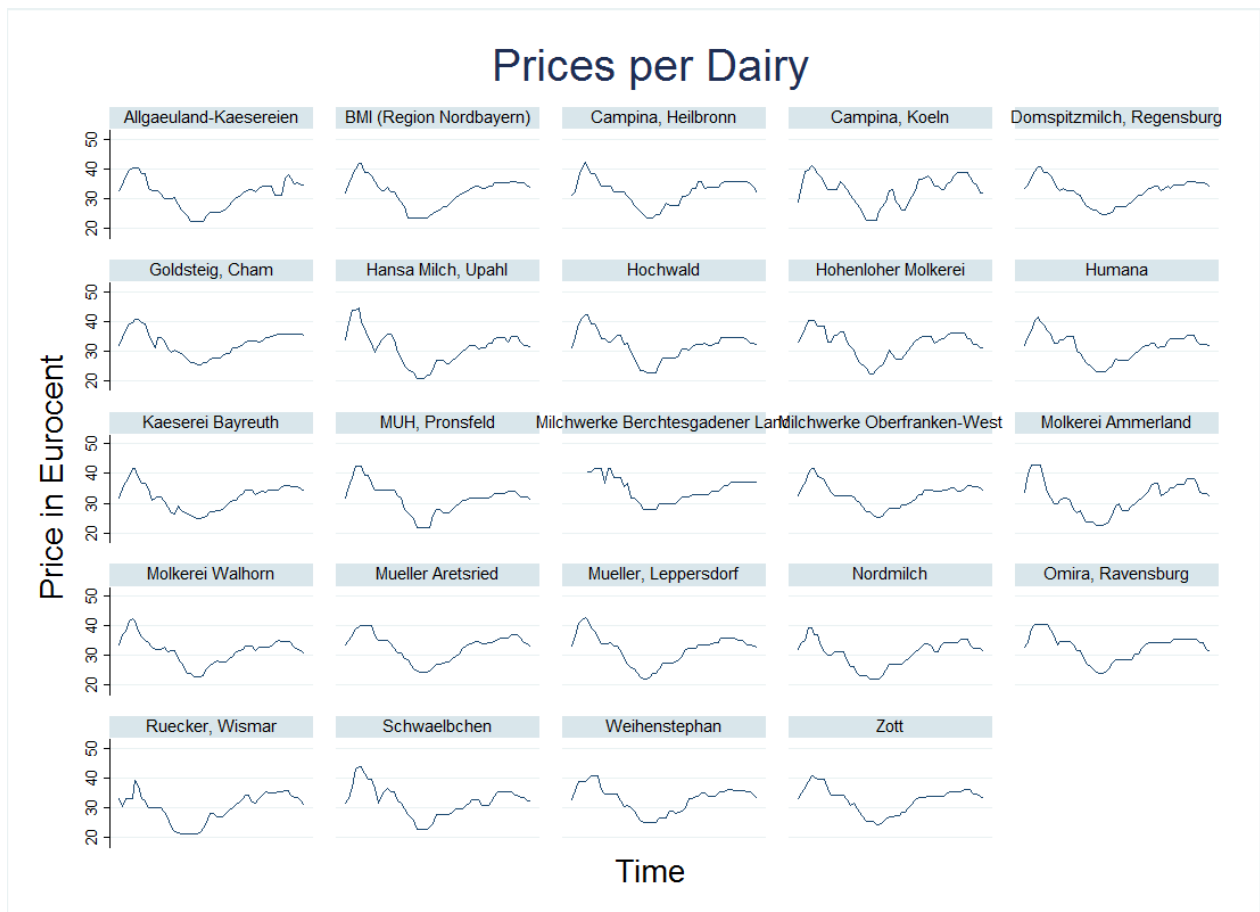 Prices per Dairy
Allgaeuland-Kaesereien
BMI (Region Nordbayern)
Campina, Heilbronn
Campina, Koeln
Domspitzmilch, Regensburg
50
40
30
20
Goldsteig, Cham
Hansa Milch, Upahl
Hochwald
Hohenloher Molkerei
Humana
50
40
30
20
Kaeserei Bayreuth
MUH, Pronsfeld
Milchwerke Berchtesgadener Land
Milchwerke Oberfranken-West
Molkerei Ammerland
50
40
30
20
Molkerei Walhorn
Mueller Aretsried
Mueller, Leppersdorf
Nordmilch
Omira, Ravensburg
50
40
30
20
Ruecker, Wismar
Schwaelbchen
Weihenstephan
Zott
50
40
30
20
Price in Eurocent
Time